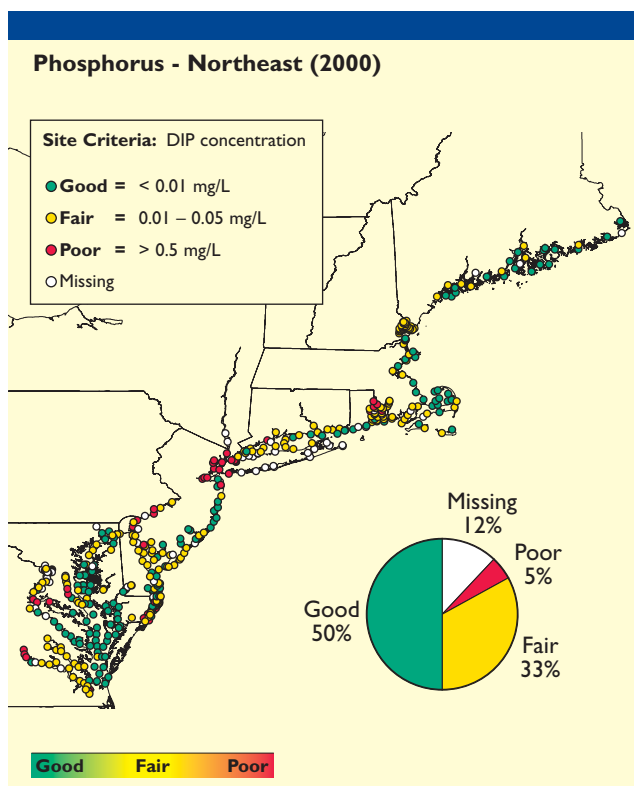 Phosphorus - Northeast (2000)
Site Criteria: DIP concentration
Good = < 0.01 mg/L
Fair = 0.01 – 0.05 mg/L
Poor = > 0.5 mg/L
Missing
Missing
12%
Poor
5%
Good
50%
Fair
33%
Good Fair Poor